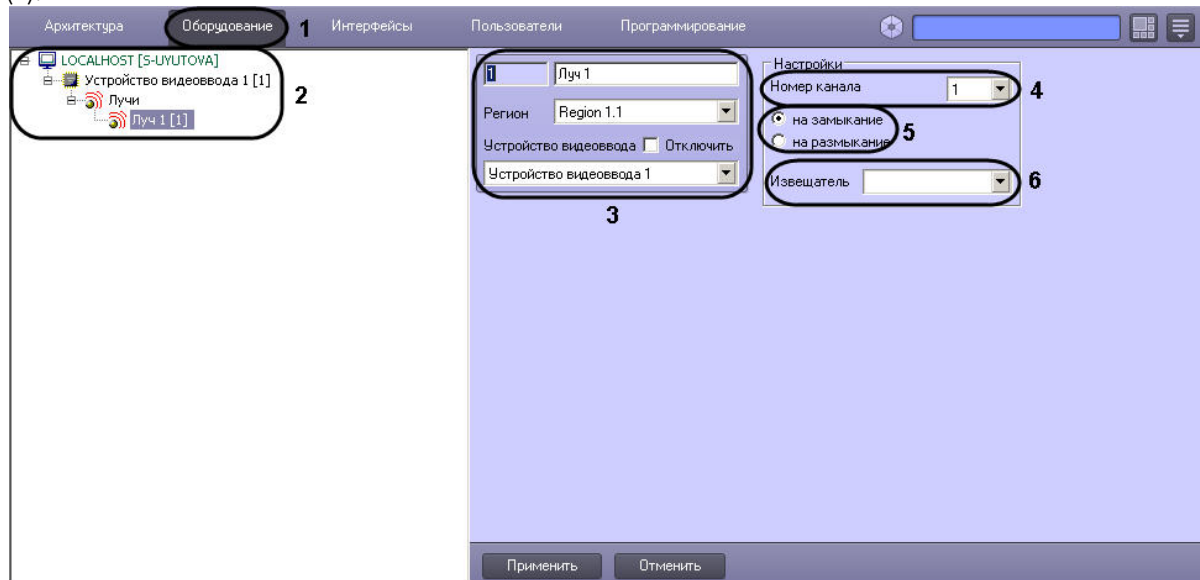 Архитектура Оборудование 1 Интерфейсы Пользователи Программирование
LOCALHOST [S-UYUTOVA]
Устройство видеоввода 1 [1]
Лучи
Луч 1 [1]
2
1 Луч 1
Регион Region 1.1
Устройство видеоввода Отключить
Устройство видеоввода 1
3
Настройки
Номер канала 1 4
на замыкание
на размыкание
5
Извещатель 6
Применить Отменить